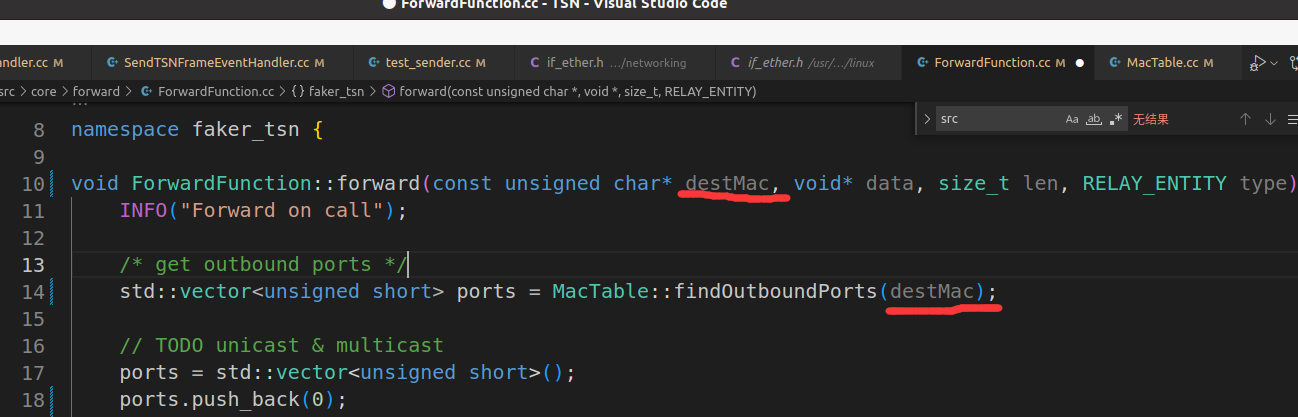 ForwardFunction.cc - TSN - Visual Studio Code
ndler.cc M SendTSNFrameEventHandler.cc M test_sender.cc M if_ether.h .../networking if_ether.h /usr/.../linux ForwardFunction.cc M MacTable.cc M
src > core > forward > ForwardFunction.cc > {} faker_tsn > forward(const unsigned char *, void *, size_t, RELAY_ENTITY)
src Aa ab 无结果
8 namespace faker_tsn {
9
10 void ForwardFunction::forward(const unsigned char* destMac, void* data, size_t len, RELAY_ENTITY type)
11 INFO("Forward on call");
12
13 /* get outbound ports */
14 std::vector<unsigned short> ports = MacTable::findOutboundPorts(destMac);
15
16 // TODO unicast & multicast
17 ports = std::vector<unsigned short>();
18 ports.push_back(0);